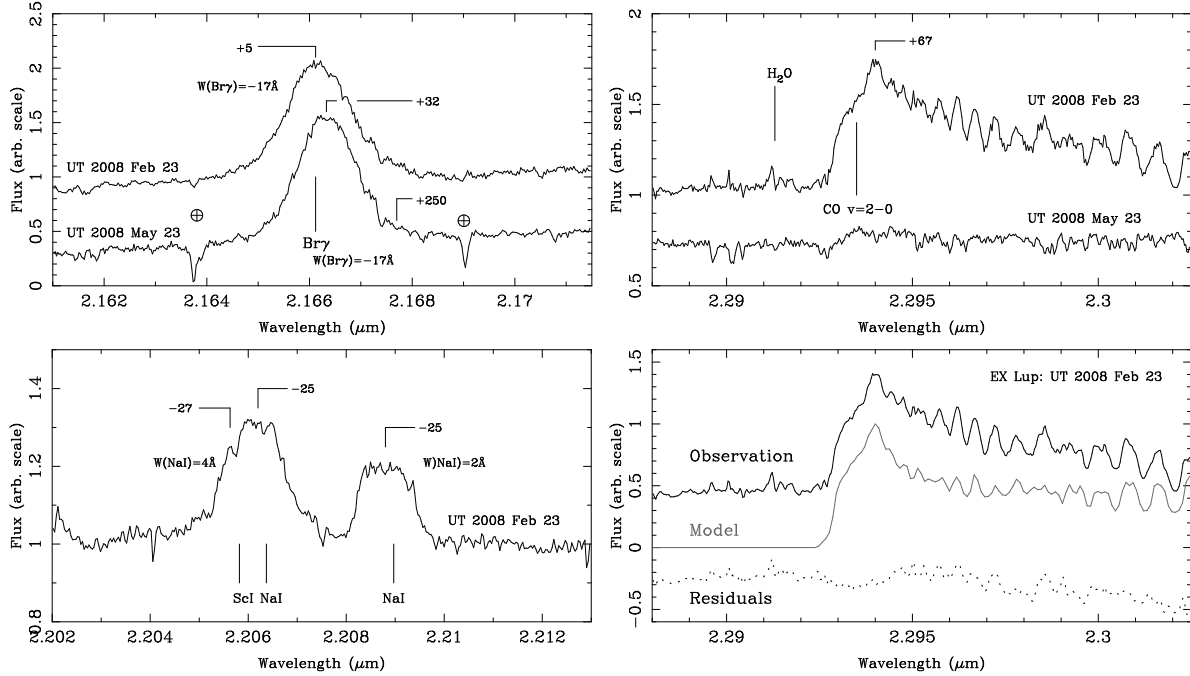 +5
W(Brγ)=−17Å
+32
UT 2008 Feb 23
+250
UT 2008 May 23
Brγ
W(Brγ)=−17Å
⊕
⊕
0
0.5
1
1.5
2
2.5
Flux (arb. scale)
2.162
2.164
2.166
2.168
2.17
Wavelength (μm)
+67
H₂O
UT 2008 Feb 23
CO v=2−0
UT 2008 May 23
0.5
1
1.5
2
Flux (arb. scale)
2.29
2.295
2.3
Wavelength (μm)
−25
−27
−25
W(NaI)=4Å
W)NaI)=2Å
UT 2008 Feb 23
ScI NaI
NaI
0.8
1
1.2
1.4
Flux (arb. scale)
2.202
2.204
2.206
2.208
2.21
2.212
Wavelength (μm)
EX Lup: UT 2008 Feb 23
Observation
Model
Residuals
−0.5
0
0.5
1
1.5
Flux (arb. scale)
2.29
2.295
2.3
Wavelength (μm)